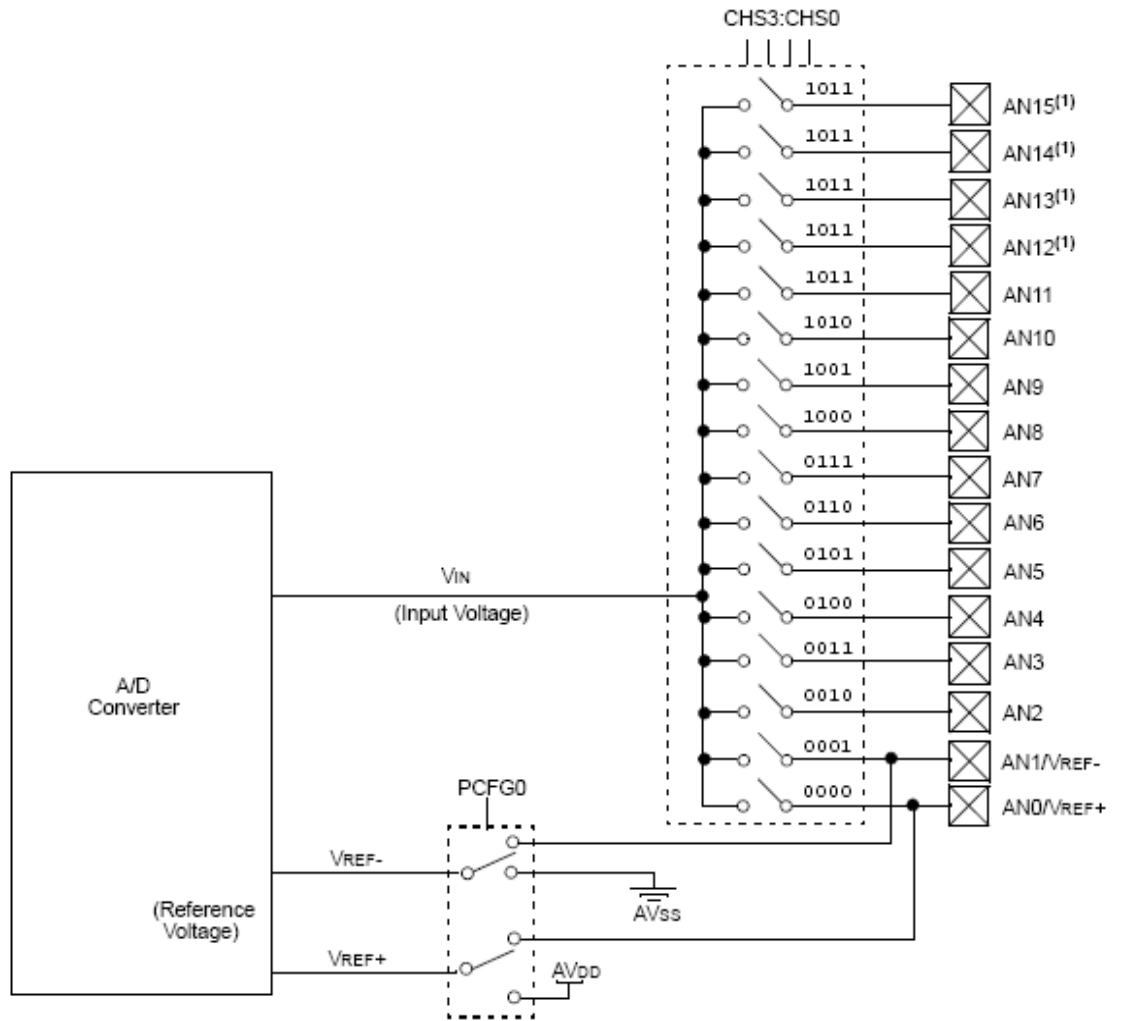 CHS3:CHS0
1011
AN15(1)
1011
AN14(1)
1011
AN13(1)
1011
AN12(1)
1011
AN11
1010
AN10
1001
AN9
1000
AN8
0111
AN7
0110
AN6
0101
AN5
VIN
(Input Voltage)
0100
AN4
0011
AN3
A/D
Converter
0010
AN2
0001
AN1/VREF-
0000
AN0/VREF+
PCFG0
VREF-
AVSS
(Reference
Voltage)
VREF+
AVDD